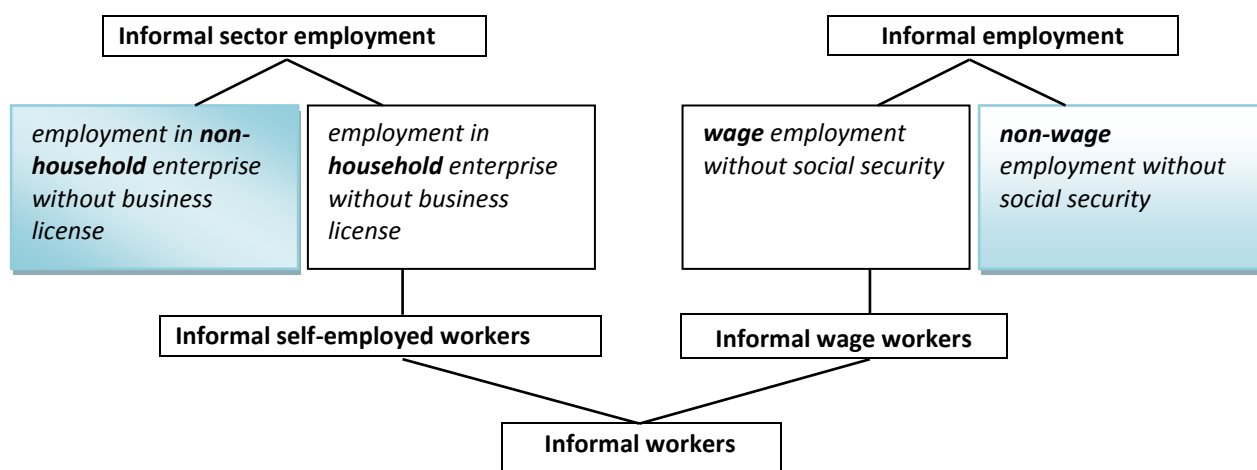 Informal sector employment
Informal employment
employment in non-
household enterprise
without business
license
employment in
household enterprise
without business
license
wage employment
without social security
non-wage
employment without
social security
Informal self-employed workers
Informal wage workers
Informal workers